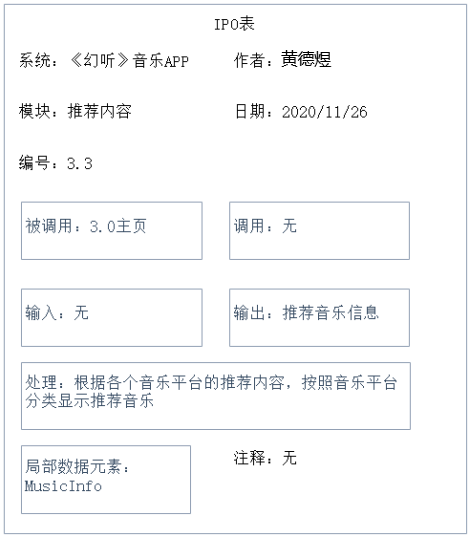 IPO表
系统：《幻听》音乐APP
作者：黄德煜
模块：推荐内容
日期：2020/11/26
编号：3.3
被调用：3.0主页
调用：无
输入：无
输出：推荐音乐信息
处理：根据各个音乐平台的推荐内容，按照音乐平台
分类显示推荐音乐
局部数据元素：
MusicInfo
注释：无